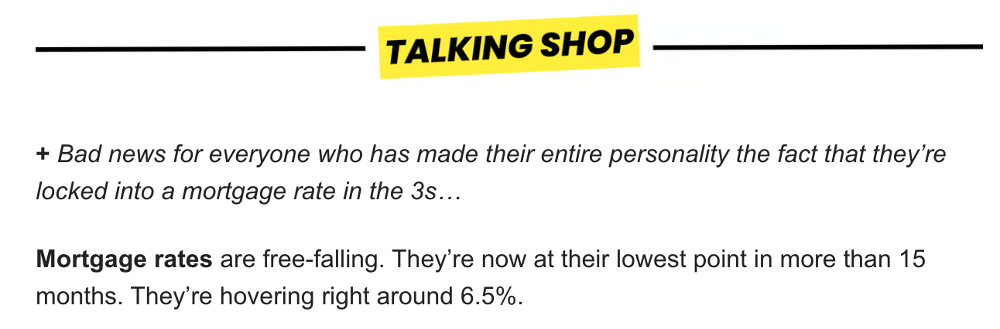 TALKING SHOP
+ Bad news for everyone who has made their entire personality the fact that they’re
locked into a mortgage rate in the 3s…
Mortgage rates are free-falling. They’re now at their lowest point in more than 15
months. They’re hovering right around 6.5%.